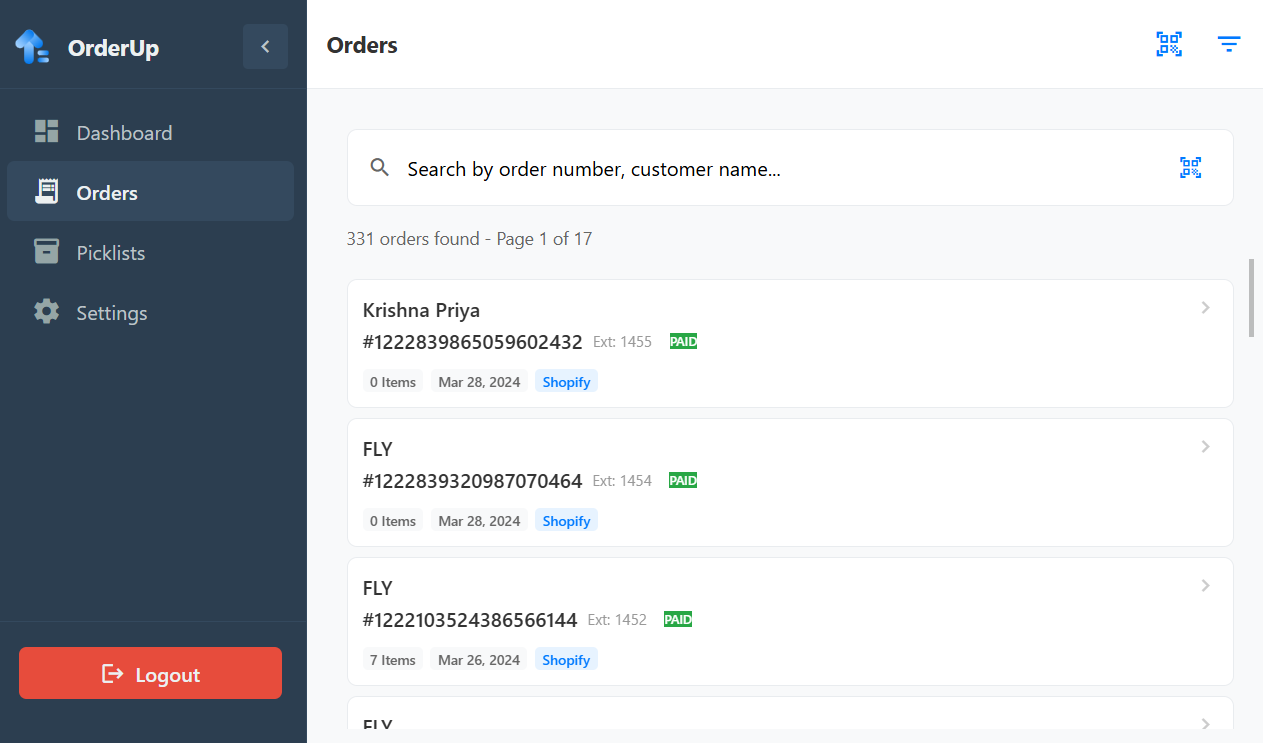 OrderUp
Dashboard
Orders
Picklists
Settings
Logout
Orders
Search by order number, customer name...
331 orders found - Page 1 of 17
Krishna Priya
#1222839865059602432 Ext: 1455 PAID
0 Items Mar 28, 2024 Shopify
FLY
#1222839320987070464 Ext: 1454 PAID
0 Items Mar 28, 2024 Shopify
FLY
#1222103524386566144 Ext: 1452 PAID
7 Items Mar 26, 2024 Shopify
FLY